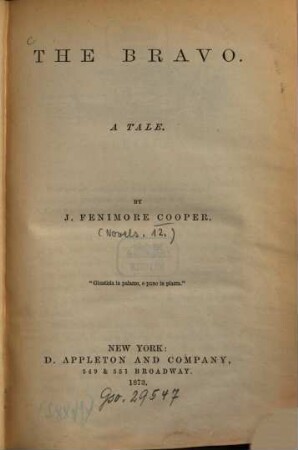 THE BRAVO.
A TALE.
BY
J. FENIMORE COOPER.
(Novels. 12.)
"Giustizia in palazzo, e pane in piazza."
NEW YORK:
D. APPLETON AND COMPANY,
549 & 551 BROADWAY.
1873.
29547